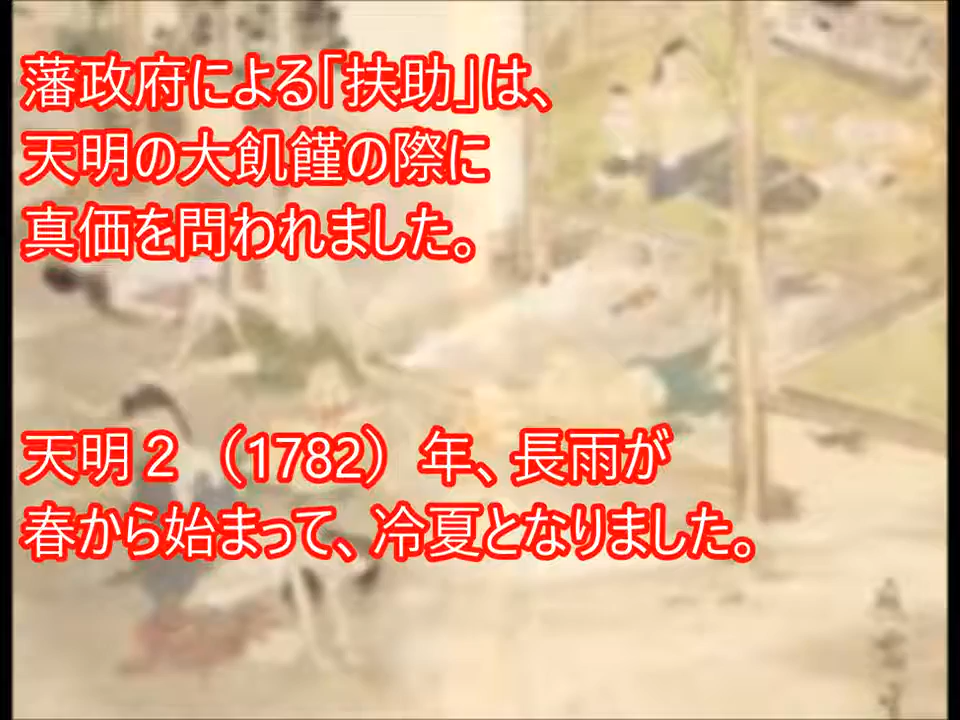 藩政府による「扶助」は、
天明の大飢饉の際に
真価を問われました。
天明２（1782）年、長雨が
春から始まって、冷夏となりました。